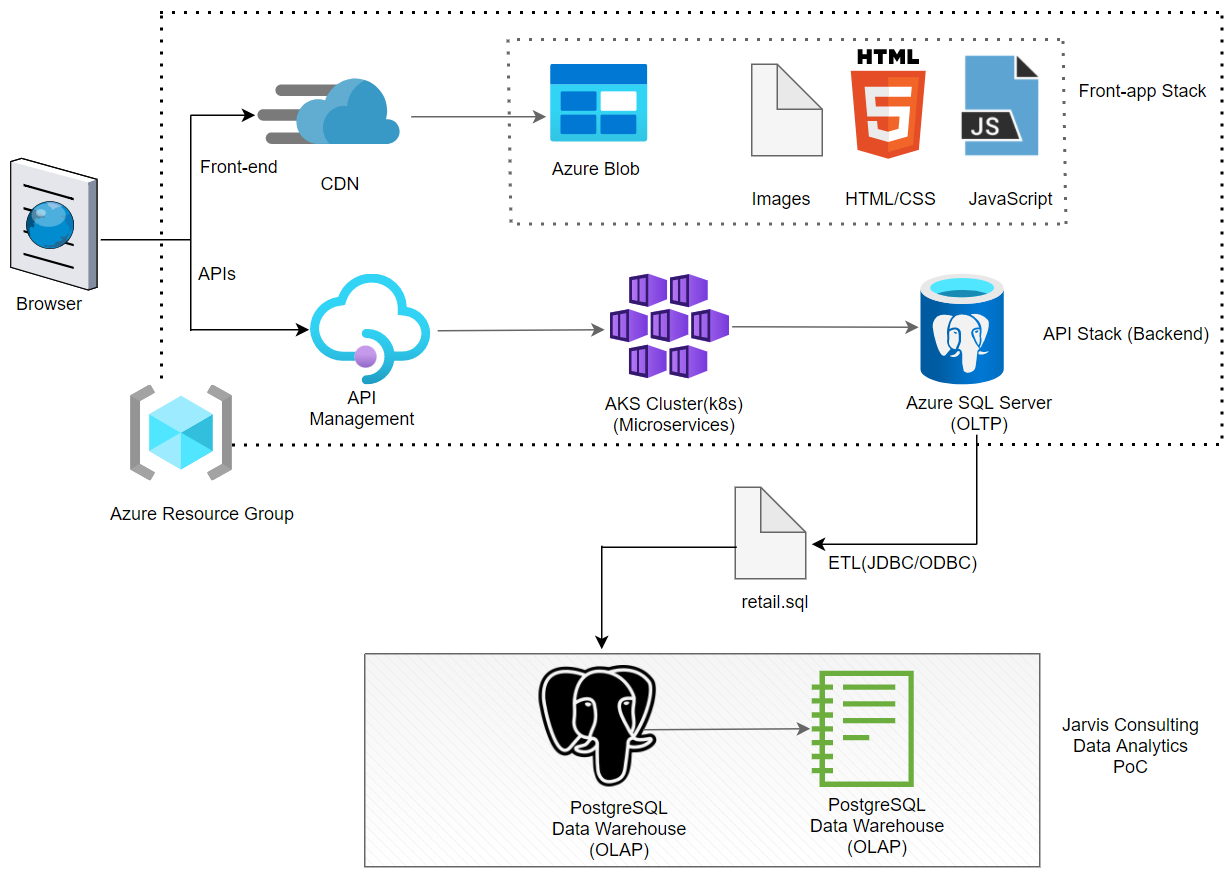 HTML
Front-app Stack
JS
Front-end
CDN
Azure Blob
Images
HTML/CSS
JavaScript
Browser
APIs
API
Management
AKS Cluster(k8s)
(Microservices)
Azure SQL Server
(OLTP)
API Stack (Backend)
Azure Resource Group
ETL(JDBC/ODBC)
retail.sql
PostgreSQL
Data Warehouse
(OLAP)
PostgreSQL
Data Warehouse
(OLAP)
Jarvis Consulting
Data Analytics
PoC